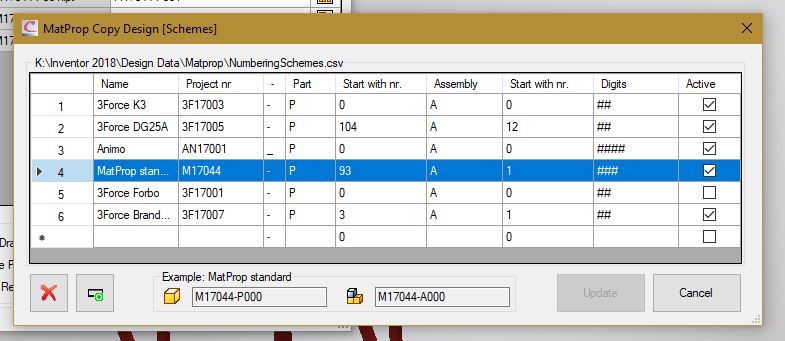 MatProp Copy Design [Schemes]
K:\Inventor 2018\Design Data\Matprop\NumberingSchemes.csv
Name Project nr - Part Start with nr. Assembly Start with nr. Digits Active
1 3Force K3 3F17003 - P 0 A 0 ##
2 3Force DG25A 3F17005 - P 104 A 12 ##
3 Animo AN17001 _ P 0 A 0 ####
4 MatProp stan... M17044 - P 93 A 1 ###
5 3Force Forbo 3F17001 - P 0 A 0 ##
6 3Force Brand... 3F17007 - P 3 A 1 ##
- 0 0
Dra
e P
Re
Example: MatProp standard
M17044-P000 M17044-A000
Update Cancel